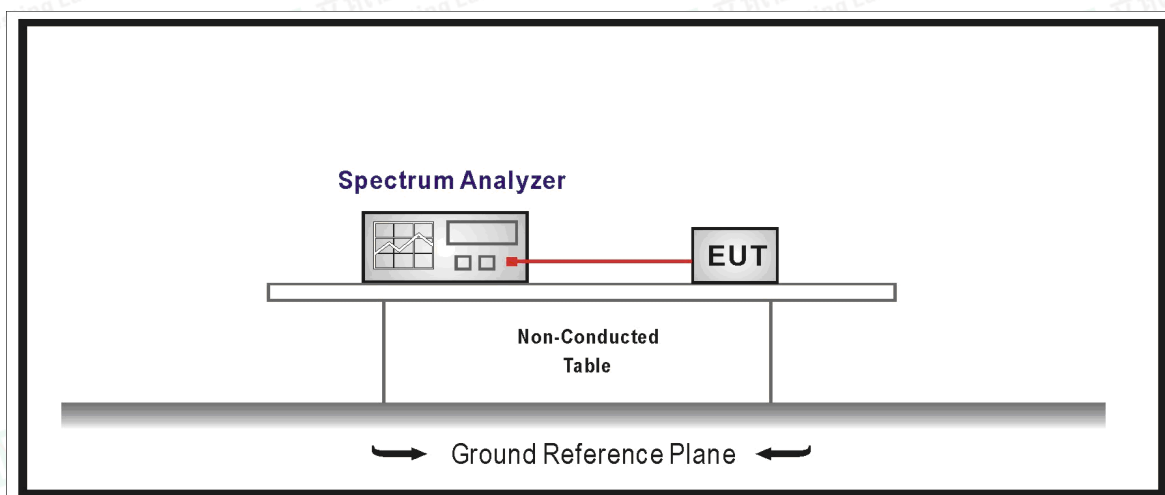 Spectrum Analyzer
EUT
Non-Conducted
Table
Ground Reference Plane